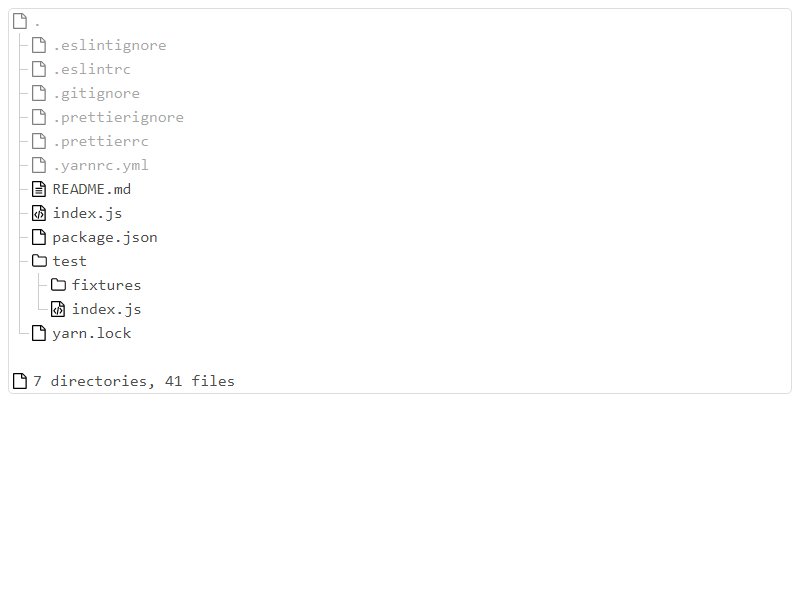 .
.eslintignore
.eslintrc
.gitignore
.prettierignore
.prettierrc
.yarnrc.yml
README.md
index.js
package.json
test
fixtures
index.js
yarn.lock
7 directories, 41 files